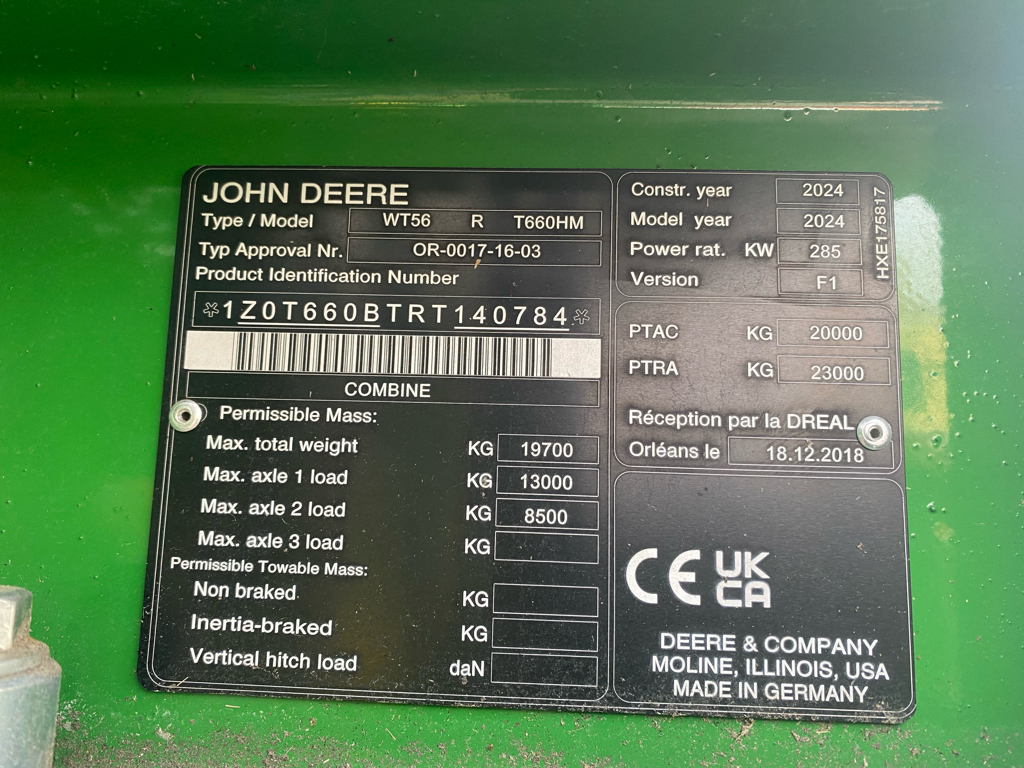 JOHN DEERE
Type / Model WT56 R T660HM
Typ Approval Nr. OR-0017-16-03
Product Identification Number
*1Z0T660BTRT140784*
COMBINE
Permissible Mass:
Max. total weight KG 19700
Max. axle 1 load KG 13000
Max. axle 2 load KG 8500
Max. axle 3 load KG
Permissible Towable Mass:
Non braked KG
Inertia-braked KG
Vertical hitch load daN
Constr. year 2024
Model year 2024
Power rat. KW 285
Version F1
HXE175817
PTAC KG 20000
PTRA KG 23000
Réception par la DREAL
Orléans le 18.12.2018
CE UK
CA
DEERE & COMPANY
MOLINE, ILLINOIS, USA
MADE IN GERMANY